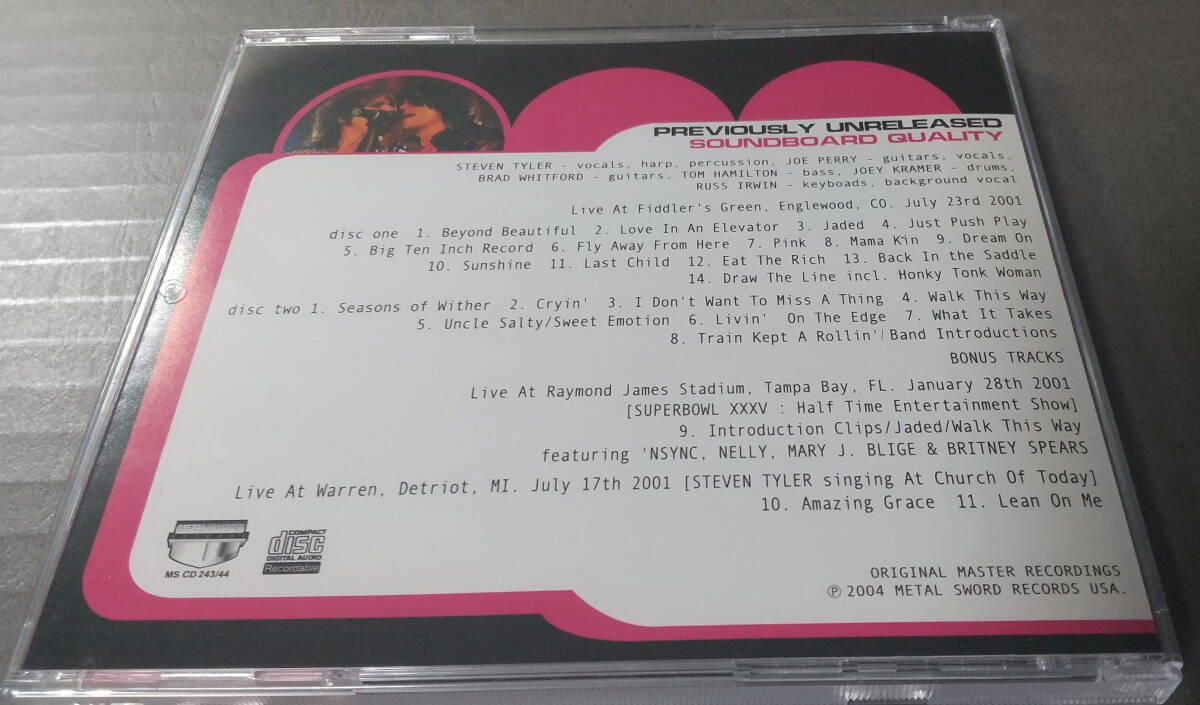 PREVIOUSLY UNRELEASED
SOUNDBOARD QUALITY
STEVEN TYLER - vocals, harp, percussion, JOE PERRY - guitars, vocals,
BRAD WHITFORD - guitars, TOM HAMILTON - bass, JOEY KRAMER - drums,
RUSS IRWIN - keyboads, background vocal
Live At Fiddler's Green, Englewood, CO. July 23rd 2001
disc one 1. Beyond Beautiful 2. Love In An Elevator 3. Jaded 4. Just Push Play
5. Big Ten Inch Record 6. Fly Away From Here 7. Pink 8. Mama Kin 9. Dream On
10. Sunshine 11. Last Child 12. Eat The Rich 13. Back In the Saddle
14. Draw The Line incl. Honky Tonk Woman
disc two 1. Seasons of Wither 2. Cryin' 3. I Don't Want To Miss A Thing 4. Walk This Way
5. Uncle Salty/Sweet Emotion 6. Livin' On The Edge 7. What It Takes
8. Train Kept A Rollin'/Band Introductions
BONUS TRACKS
Live At Raymond James Stadium, Tampa Bay, FL. January 28th 2001
[SUPERBOWL XXXV : Half Time Entertainment Show]
9. Introduction Clips/Jaded/Walk This Way
featuring 'NSYNC, NELLY, MARY J. BLIGE & BRITNEY SPEARS
Live At Warren, Detriot, MI. July 17th 2001 [STEVEN TYLER singing At Church Of Today]
10. Amazing Grace 11. Lean On Me
MS CD 243/44
COMPACT
disc
DIGITAL AUDIO
Recordable
ORIGINAL MASTER RECORDINGS
℗ 2004 METAL SWORD RECORDS USA.